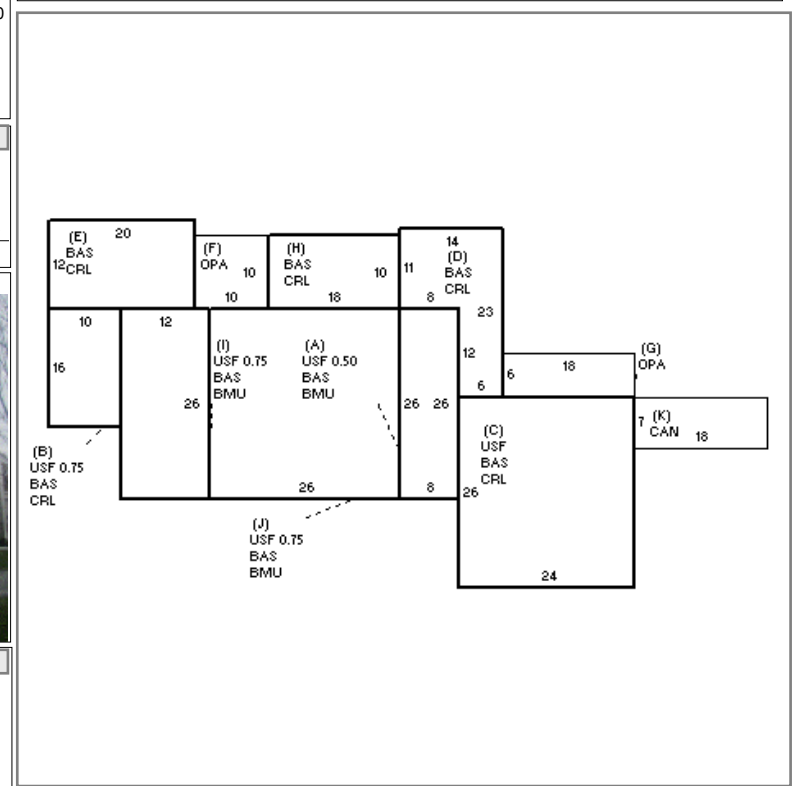 0
(E)
BAS
CRL
20
12
(F)
OPA
10
10
(H)
BAS
CRL
10
18
14
(D)
BAS
CRL
11
8
23
12
6
10
16
12
26
(I)
USF 0.75
BAS
BMU
(A)
USF 0.50
BAS
BMU
26
26
26
8
6
18
(G)
OPA
7
(K)
CAN
18
(B)
USF 0.75
BAS
CRL
(J)
USF 0.75
BAS
BMU
(C)
USF
BAS
CRL
26
24